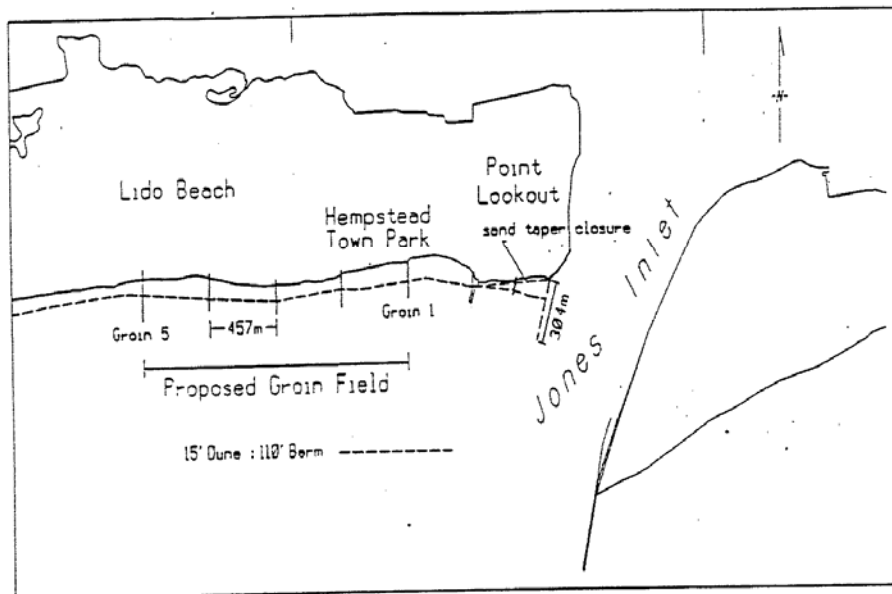 N
Lido Beach
Point
Lookout
Hempstead
Town Park
sand taper closure
Jones Inlet
Groin 5
457m
Groin 1
304m
Proposed Groin Field
15' Dune : 110' Berm